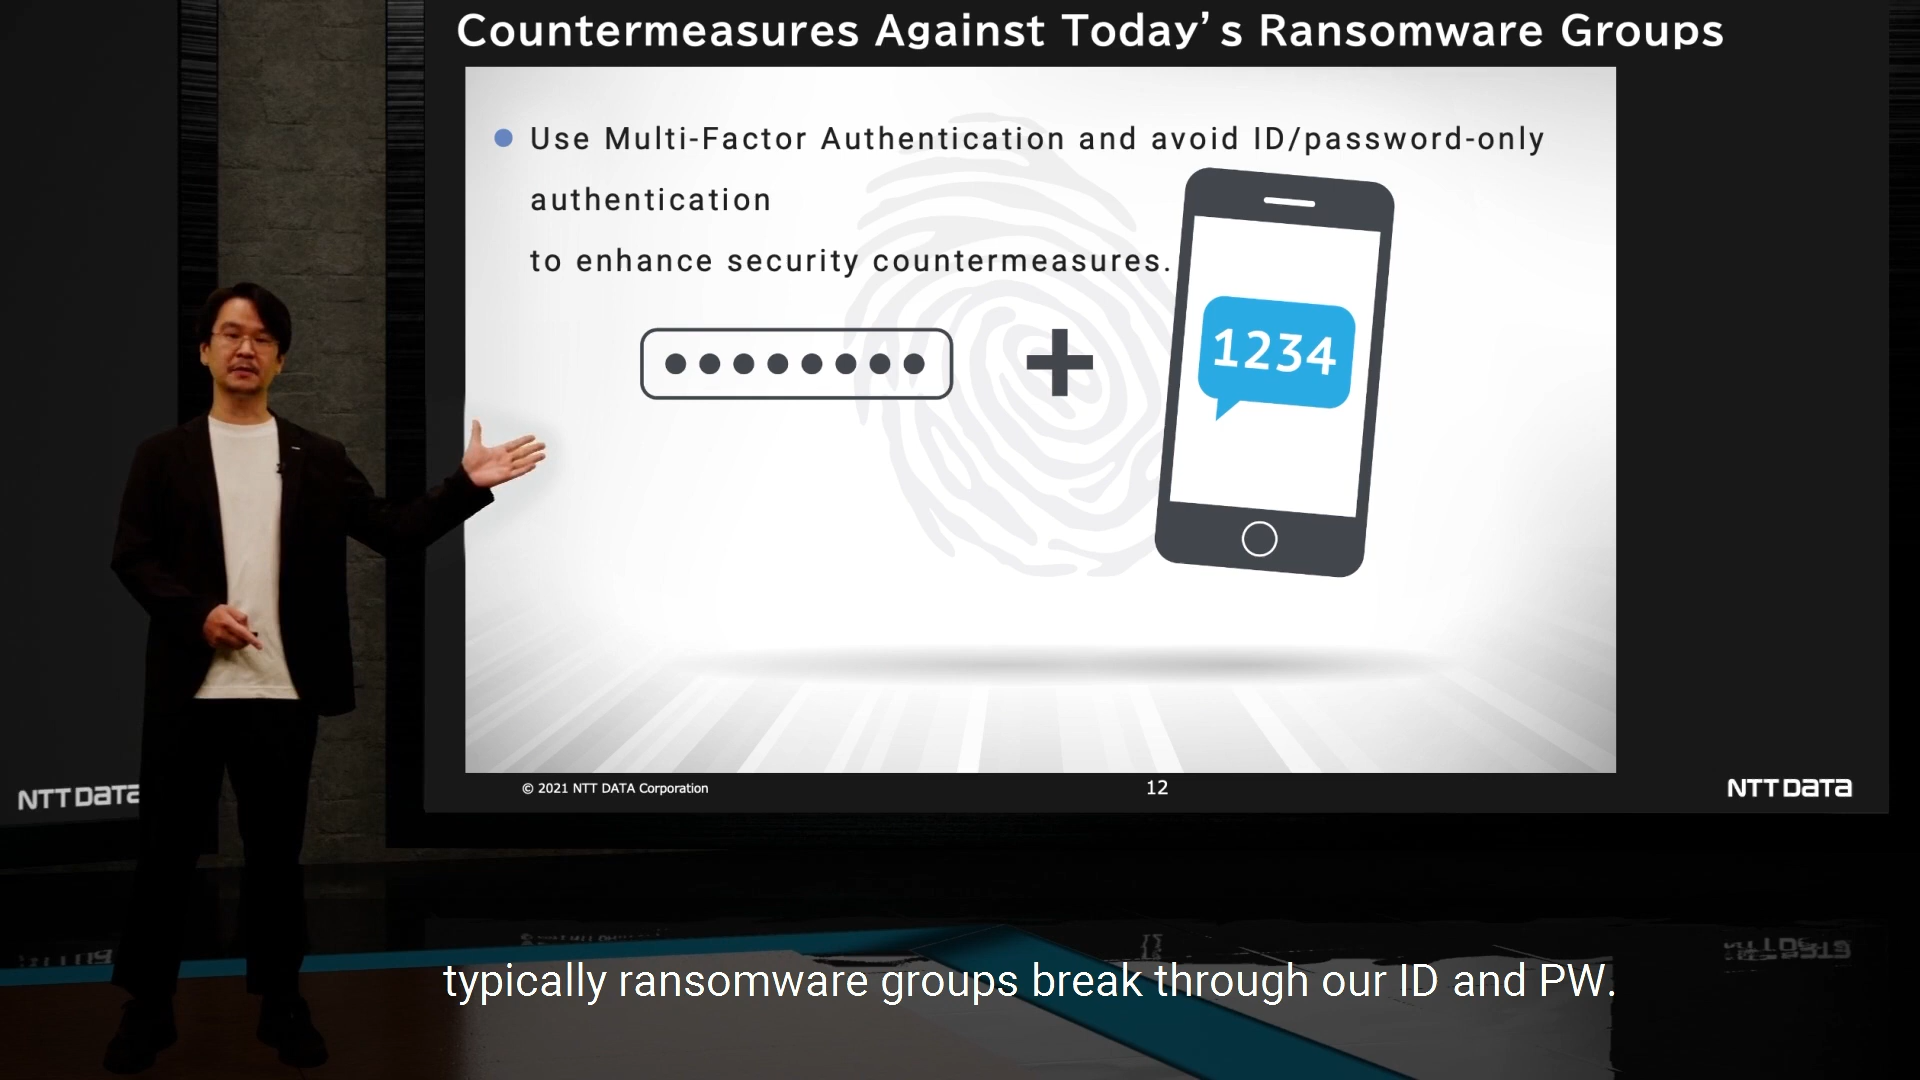 Countermeasures Against Today’s Ransomware Groups
● Use Multi-Factor Authentication and avoid ID/password-only
authentication
to enhance security countermeasures.
1234
© 2021 NTT DATA Corporation
12
NTT DATA
NTT DATA
typically ransomware groups break through our ID and PW.